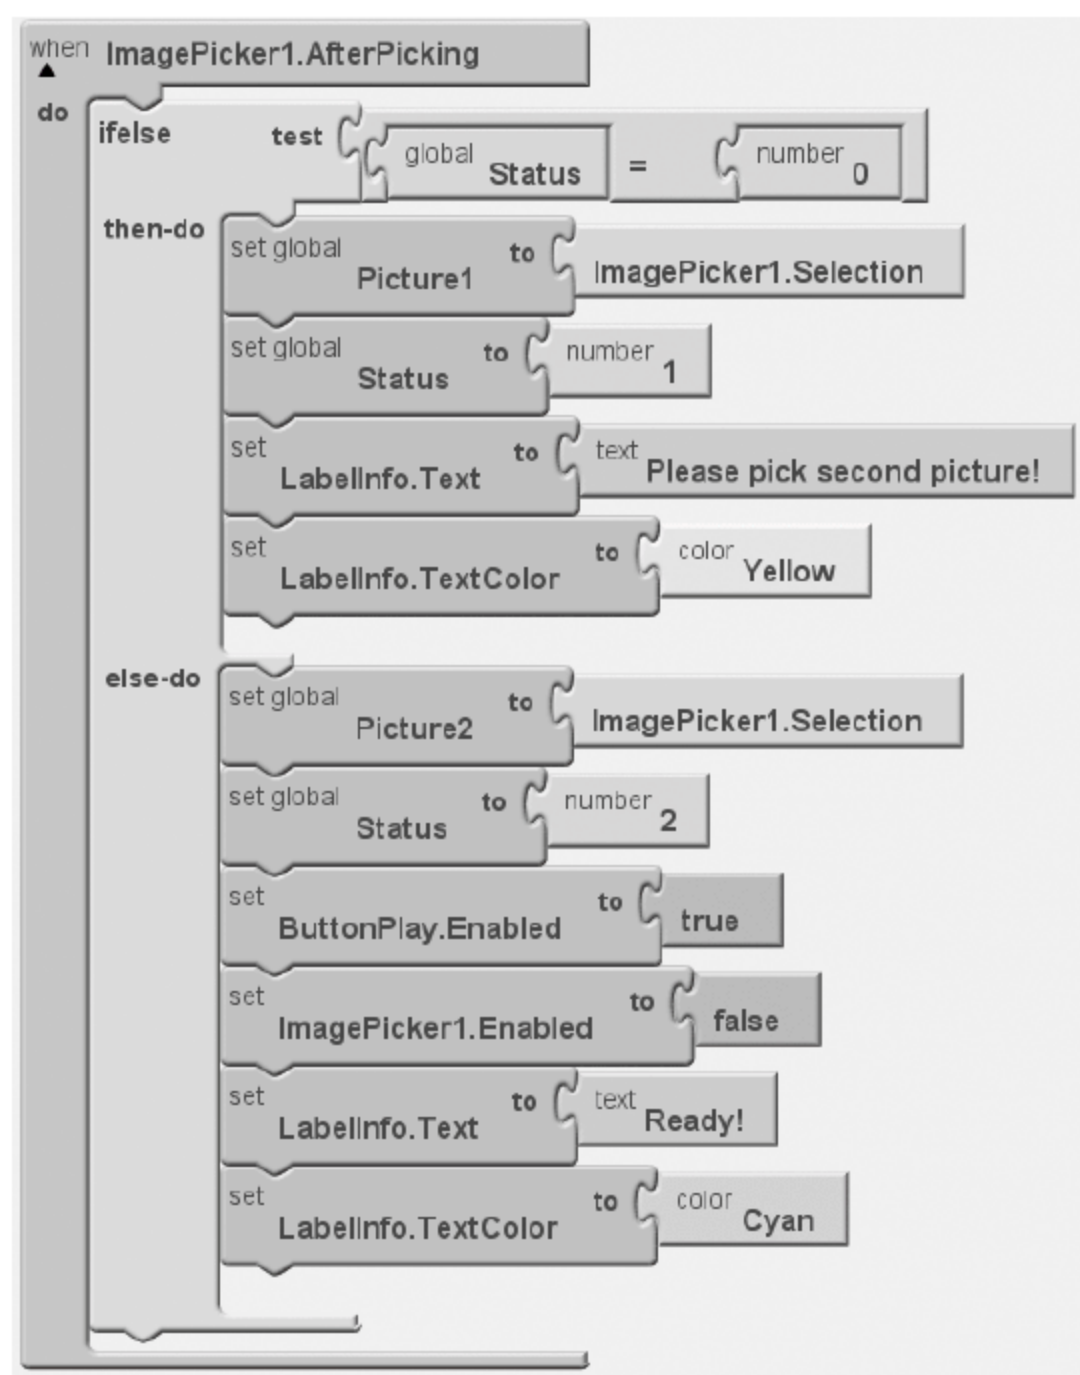 when ImagePicker1.AfterPicking
do
ifelse test global Status = number 0
then-do
set global Picture1 to ImagePicker1.Selection
set global Status to number 1
set LabelInfo.Text to text Please pick second picture!
set LabelInfo.TextColor to color Yellow
else-do
set global Picture2 to ImagePicker1.Selection
set global Status to number 2
set ButtonPlay.Enabled to true
set ImagePicker1.Enabled to false
set LabelInfo.Text to text Ready!
set LabelInfo.TextColor to color Cyan